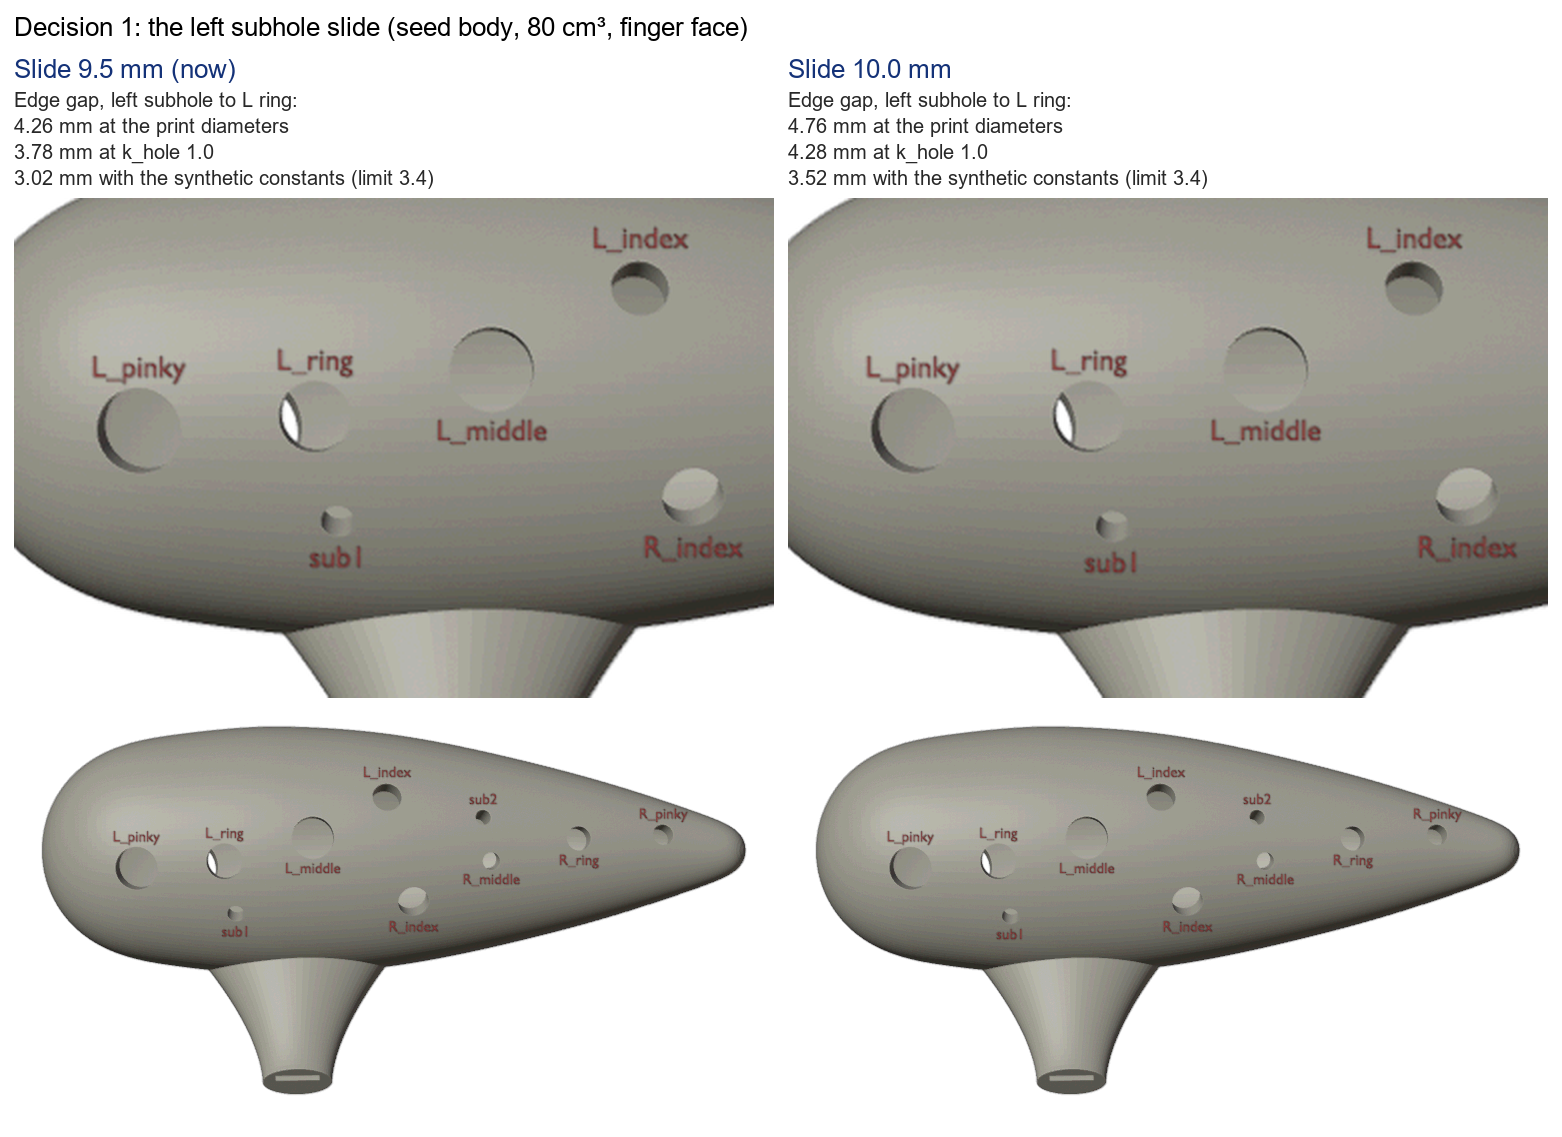 Decision 1: the left subhole slide (seed body, 80 cm³, finger face)
Slide 9.5 mm (now)
Edge gap, left subhole to L ring:
4.26 mm at the print diameters
3.78 mm at k_hole 1.0
3.02 mm with the synthetic constants (limit 3.4)
Slide 10.0 mm
Edge gap, left subhole to L ring:
4.76 mm at the print diameters
4.28 mm at k_hole 1.0
3.52 mm with the synthetic constants (limit 3.4)
L_index
L_ring
L_pinky
L_middle
R_index
sub1
L_index
L_ring
L_pinky
L_middle
R_index
sub1
L_index
sub2
R_pinky
L_ring
L_pinky
R_ring
L_middle
R_middle
R_index
sub1
L_index
sub2
R_pinky
L_ring
L_pinky
R_ring
L_middle
R_middle
R_index
sub1